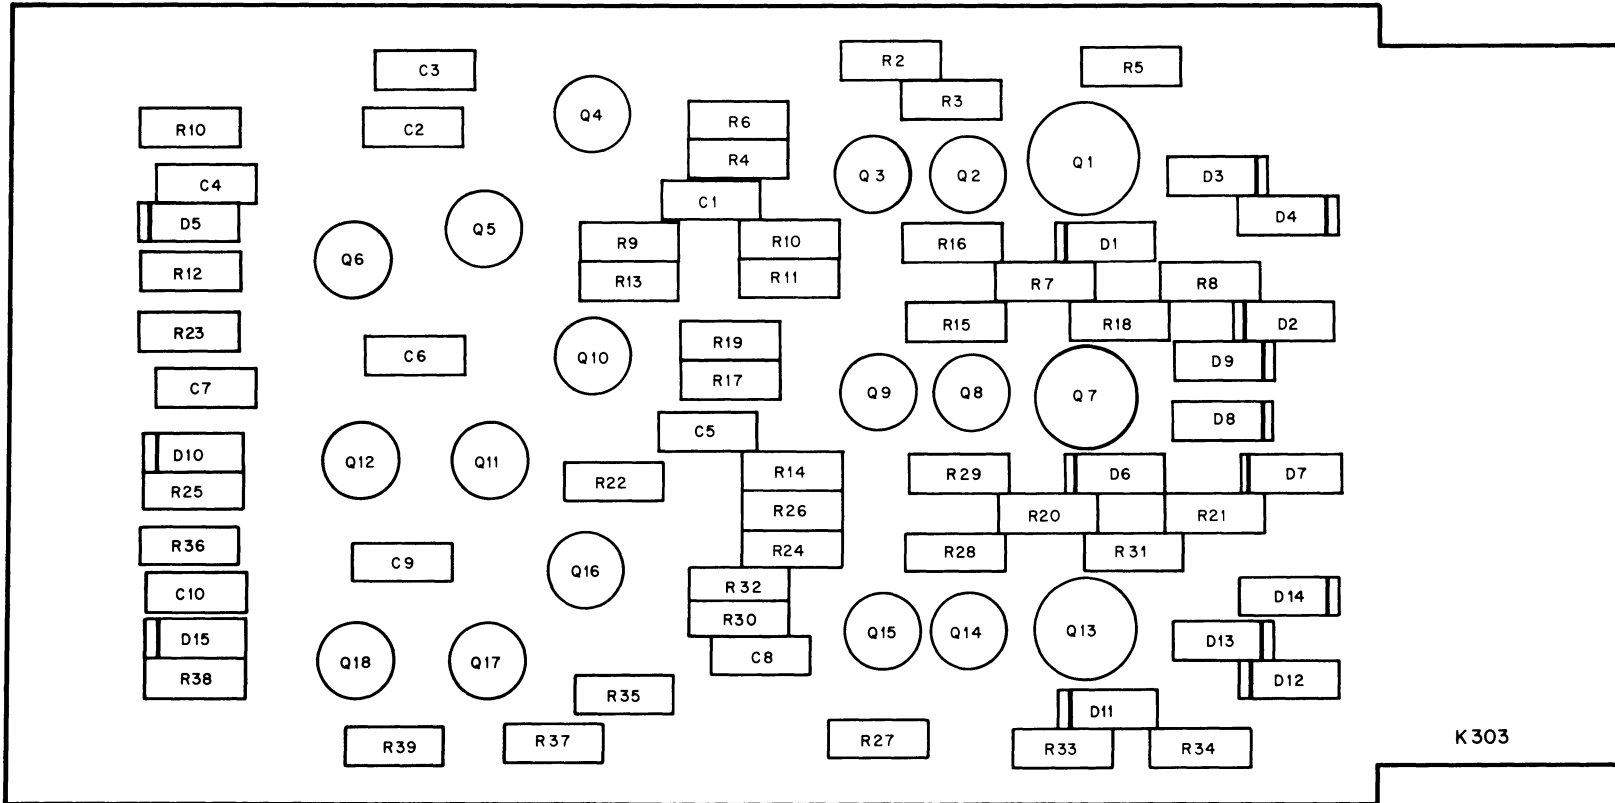 C3
R2
R5
R3
Q4
R6
C2
R10
R4
Q1
Q3
Q2
D3
C4
C1
D4
D5
Q5
R9
R10
R16
D1
Q6
R12
R13
R11
R7
R8
R15
R18
D2
R23
R19
C6
Q10
D9
R17
C7
Q9
Q8
Q7
D8
C5
D10
Q12
Q11
R14
R29
D6
D7
R22
R25
R26
R20
R21
R36
R24
R28
R31
C9
Q16
R32
C10
D14
R30
Q15
Q14
Q13
D15
D13
C8
Q18
Q17
R38
D12
R35
D11
R39
R37
R27
R33
R34
K303